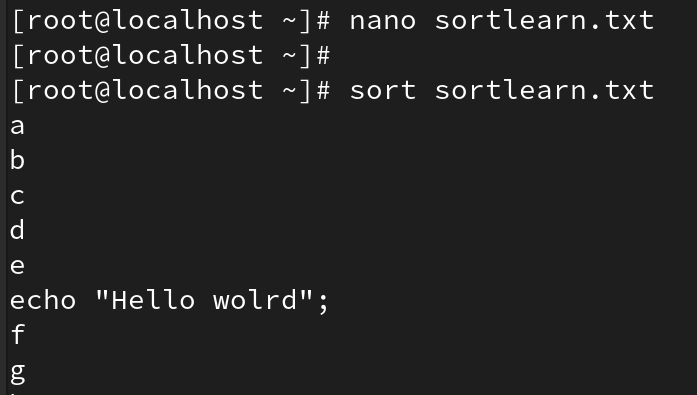 [root@localhost ~]# nano sortlearn.txt
[root@localhost ~]#
[root@localhost ~]# sort sortlearn.txt
a
b
c
d
e
echo "Hello wolrd";
f
g